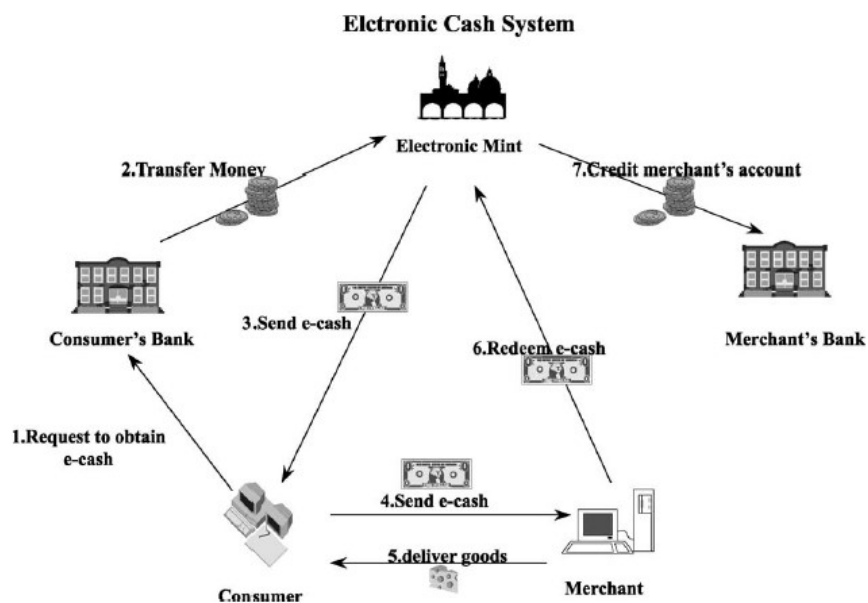 Elctronic Cash System
Electronic Mint
2.Transfer Money
7.Credit merchant's account
3.Send e-cash
Consumer's Bank
6.Redeem e-cash
Merchant's Bank
1.Request to obtain
e-cash
4.Send e-cash
5.deliver goods
Consumer
Merchant